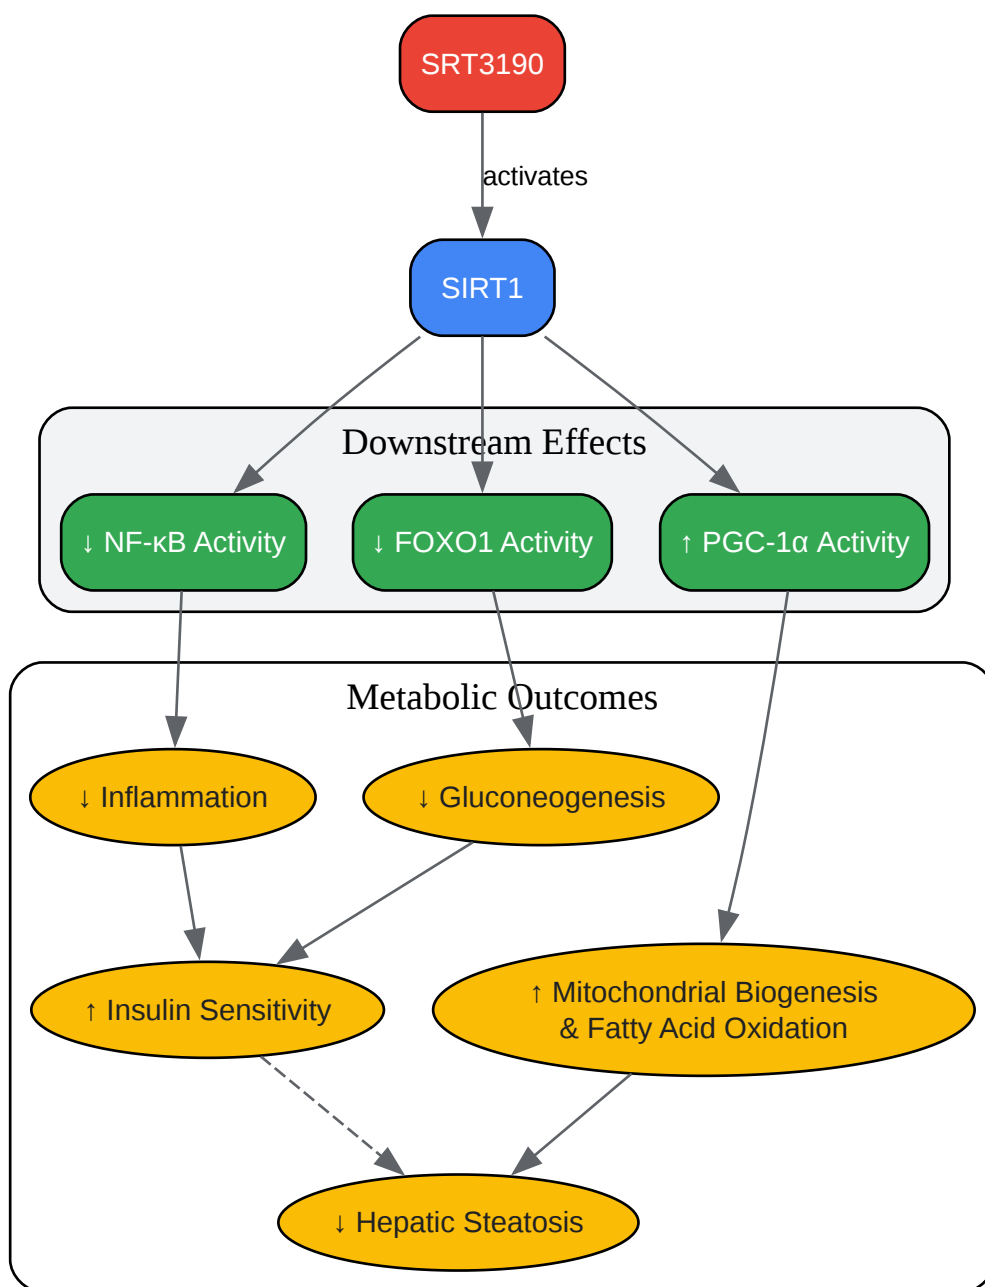 SRT3190
activates
SIRT1
Downstream Effects
↓ NF-κB Activity
↓ FOXO1 Activity
↑ PGC-1α Activity
Metabolic Outcomes
↓ Inflammation
↓ Gluconeogenesis
↑ Insulin Sensitivity
↑ Mitochondrial Biogenesis
& Fatty Acid Oxidation
↓ Hepatic Steatosis